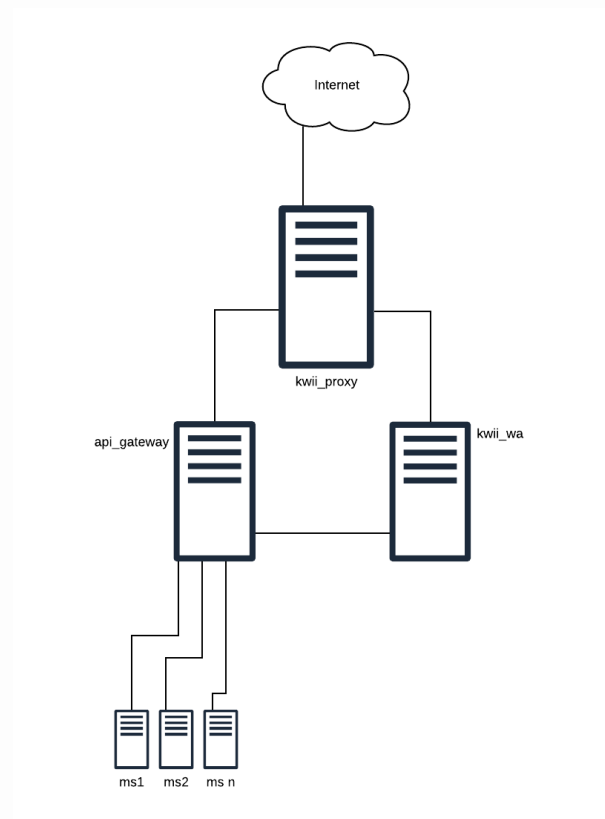 Internet
kwii_proxy
api_gateway
kwii_wa
ms1
ms2
ms n